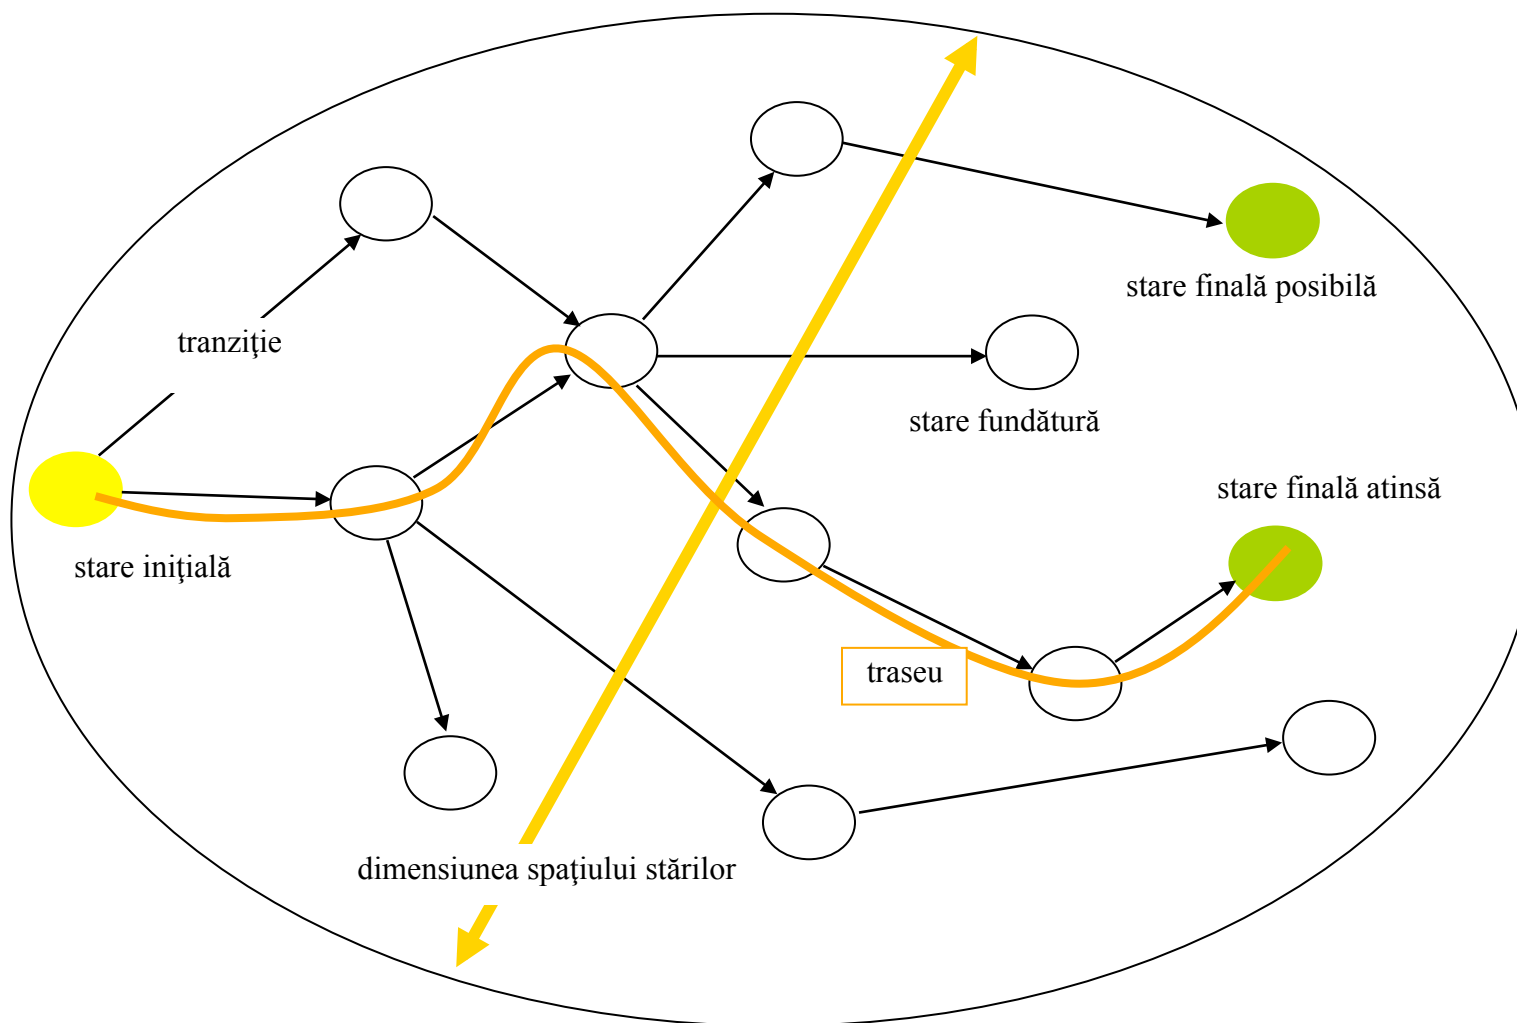 stare finală posibilă
tranziţie
stare fundătură
stare finală atinsă
stare iniţială
traseu
dimensiunea spaţiului stărilor